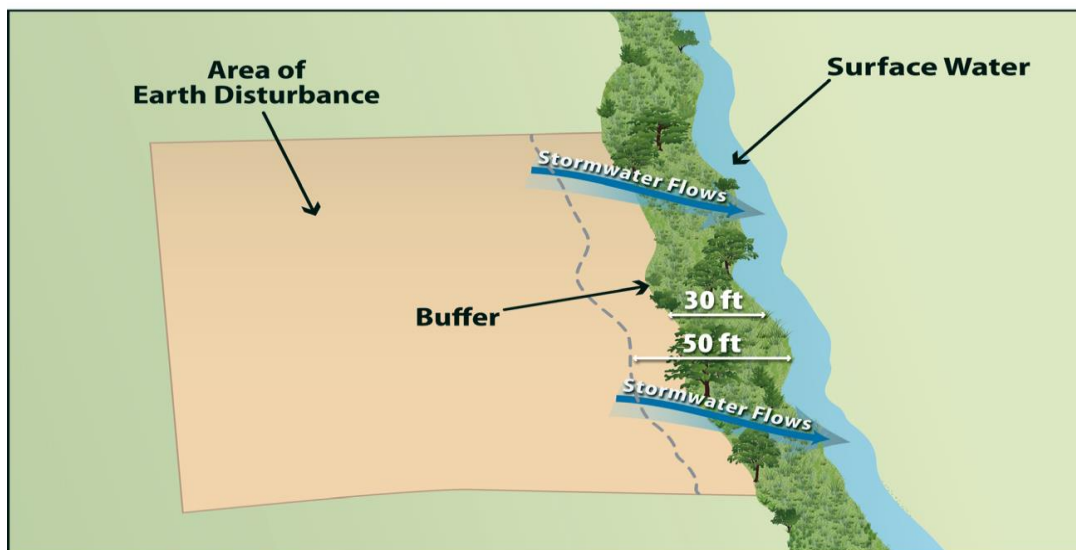 Area of
Earth Disturbance
Surface Water
Stormwater Flows
Buffer
30 ft
50 ft
Stormwater Flows